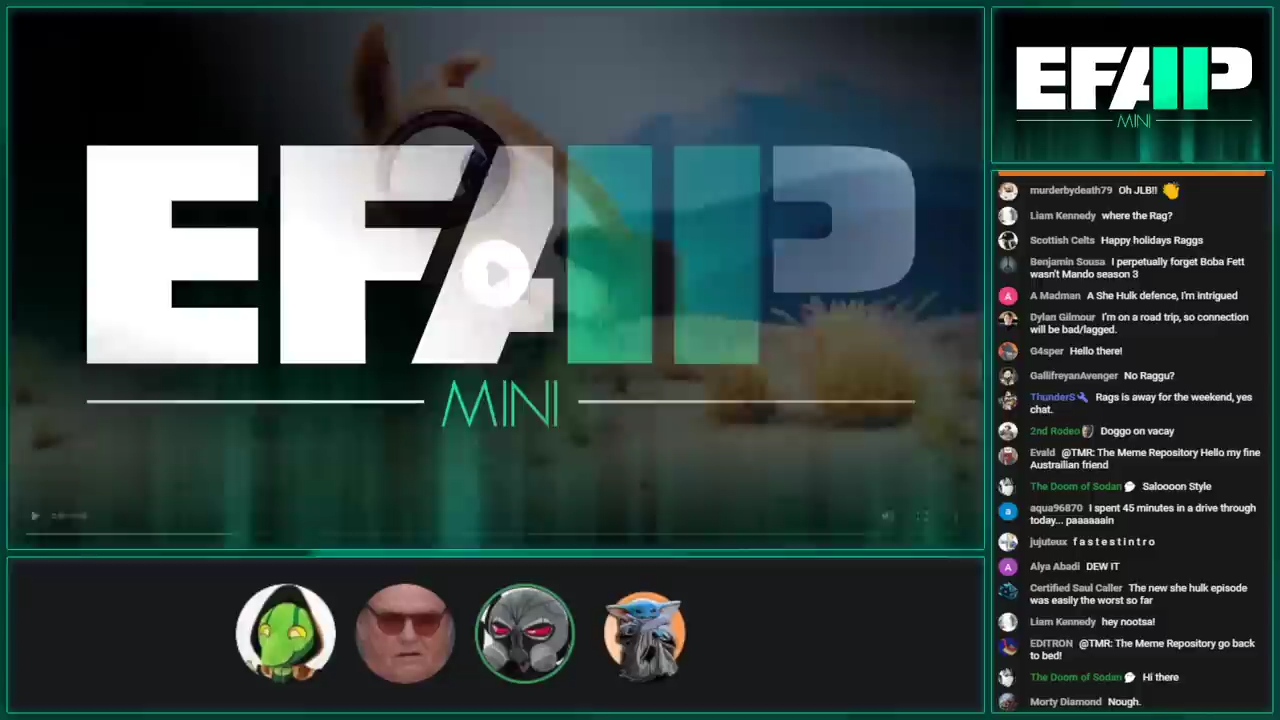 EFAP
MINI
EFAP
MINI
murderbydeath79 Oh JLB!!
Liam Kennedy where the Rag?
Scottish Celts Happy holidays Raggs
Benjamin Sousa I perpetually forget Boba Fett
wasn't Mando season 3
A Madman A She Hulk defence, I'm intrigued
Dylan Gilmour I'm on a road trip, so connection
will be bad/lagged.
G4sper Hello there!
GallifreyanAvenger No Raggu?
ThunderS Rags is away for the weekend, yes
chat.
2nd Rodeo Doggo on vacay
Evald @TMR: The Meme Repository Hello my fine
Austrailian friend
The Doom of Sodan Saloooon Style
aqua96870 I spent 45 minutes in a drive through
today... paaaaaain
jujuteux f a s t e s t i n t r o
Alya Abadi DEW IT
Certified Saul Caller The new she hulk episode
was easily the worst so far
Liam Kennedy hey nootsa!
EDITRON @TMR: The Meme Repository go back
to bed!
The Doom of Sodan Hi there
Morty Diamond Nough.